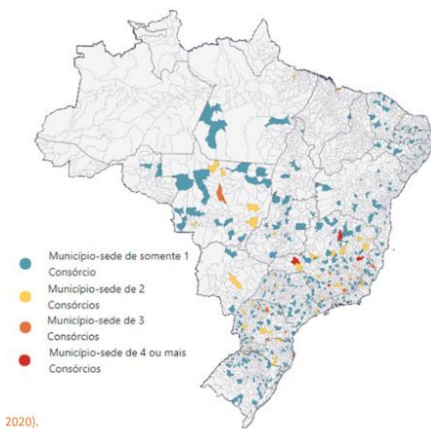 Município-sede de somente 1
Consórcio
Município-sede de 2
Consórcios
Município-sede de 3
Consórcios
Município-sede de 4 ou mais
Consórcios
2020).